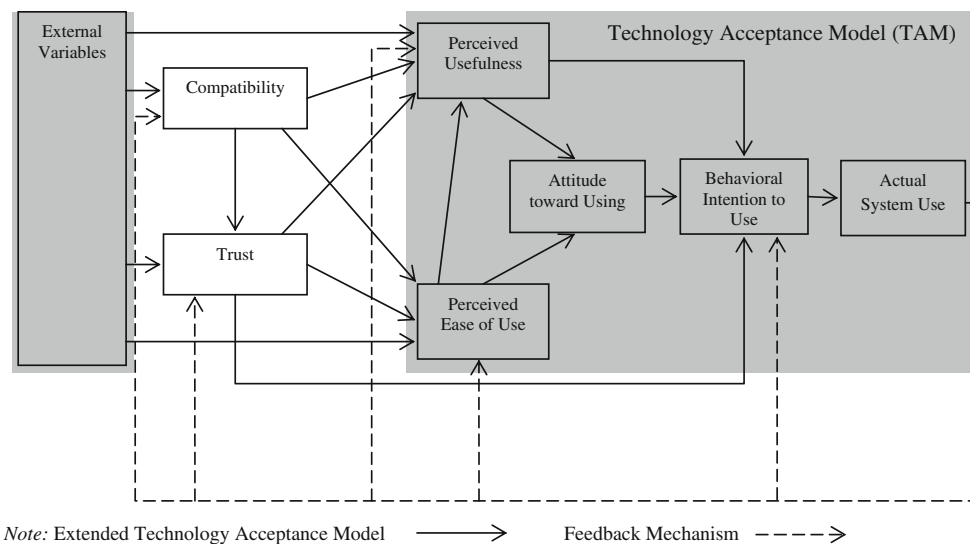 External
Variables
Technology Acceptance Model (TAM)
Perceived
Usefulness
Compatibility
Attitude
toward Using
Behavioral
Intention to
Use
Actual
System Use
Trust
Perceived
Ease of Use
Note: Extended Technology Acceptance Model
Feedback Mechanism